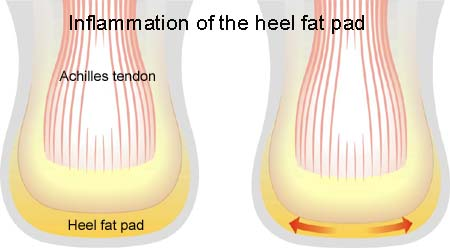 Inflammation of the heel fat pad
Achilles tendon
Heel fat pad